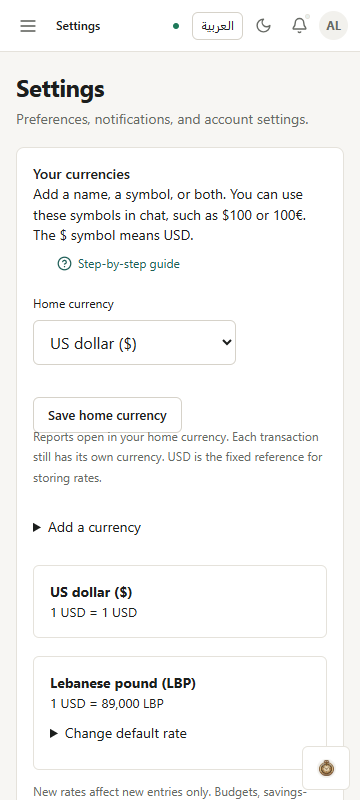 Settings
العربية
AL
Settings
Preferences, notifications, and account settings.
Your currencies
Add a name, a symbol, or both. You can use
these symbols in chat, such as $100 or 100€.
The $ symbol means USD.
Step-by-step guide
Home currency
US dollar ($)
Save home currency
Reports open in your home currency. Each transaction
still has its own currency. USD is the fixed reference for
storing rates.
Add a currency
US dollar ($)
1 USD = 1 USD
Lebanese pound (LBP)
1 USD = 89,000 LBP
Change default rate
New rates affect new entries only. Budgets, savings-